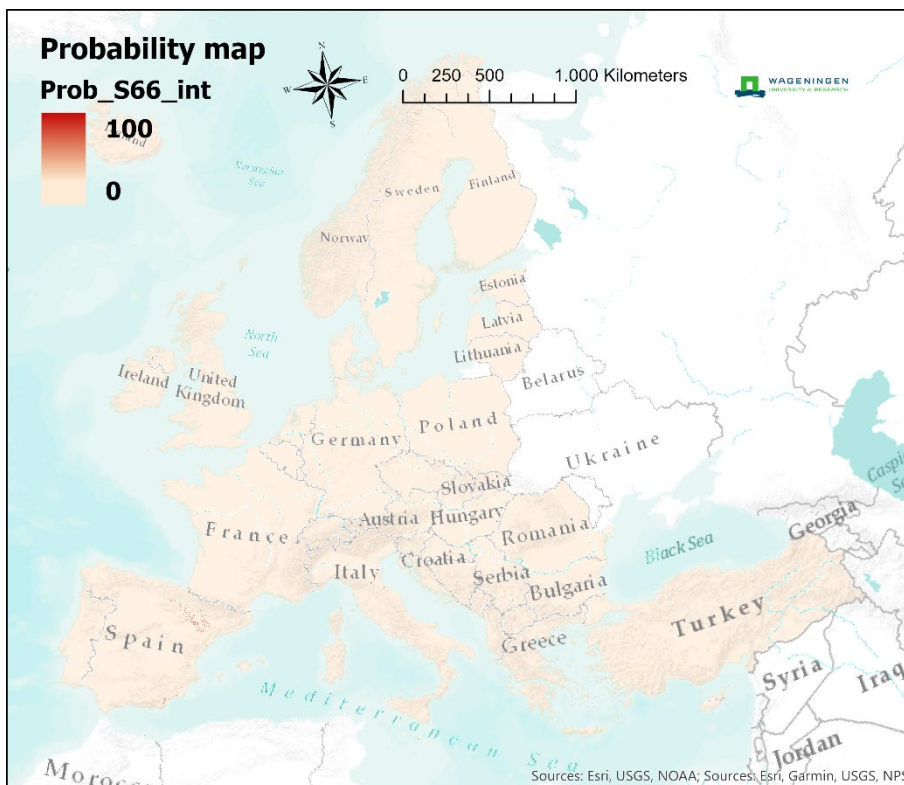 Probability map
Prob_S66_int
100
0
N
W E
S
0 250 500 1.000 Kilometers
WAGENINGEN
UNIVERSITY & RESEARCH
Norwegian
Sea
Sweden
Finland
Norway
Estonia
Latvia
Lithuania
North
Sea
Ireland
United
Kingdom
Belarus
Germany
Poland
Ukraine
Slovakia
Austria
Hungary
France
Romania
Croatia
Italy
Serbia
Bulgaria
Black Sea
Georgia
Spain
Greece
Turkey
Mediterranean Sea
Syria
Iraq
Jordan
Sources: Esri, USGS, NOAA; Sources: Esri, Garmin, USGS, NPS